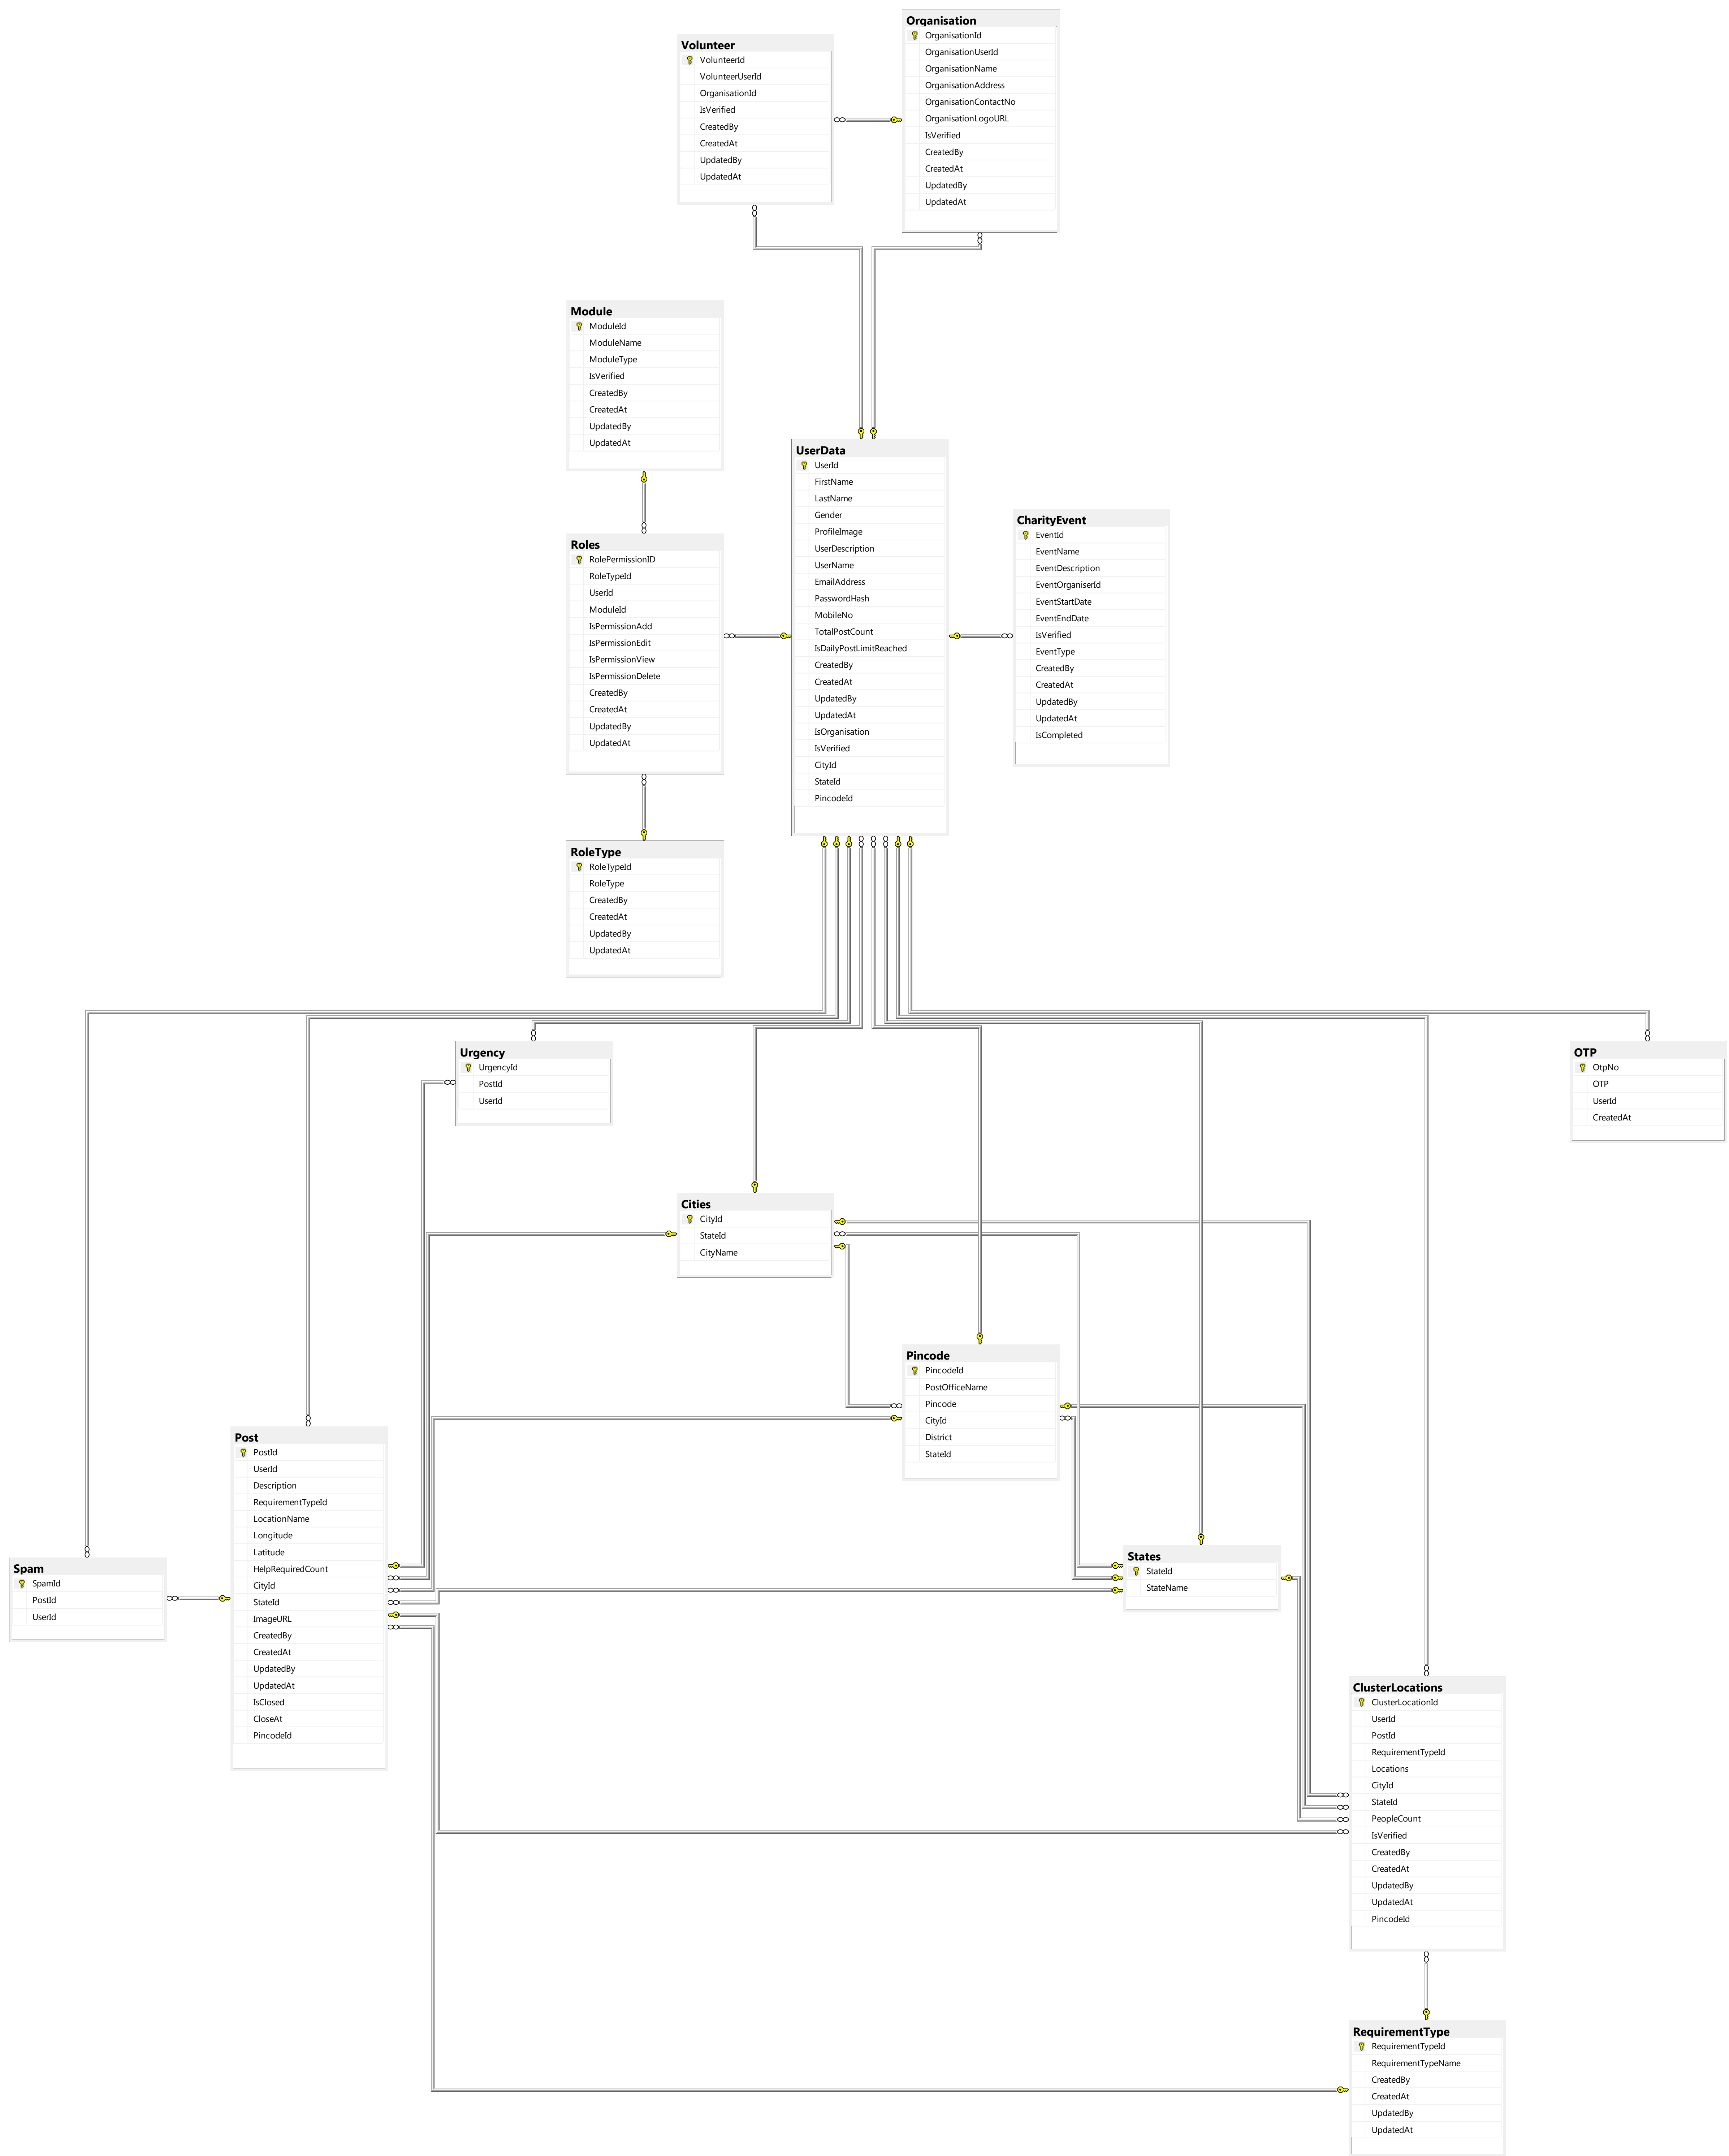 Organisation
OrganisationId
OrganisationUserId
OrganisationName
OrganisationAddress
OrganisationContactNo
OrganisationLogoURL
IsVerified
CreatedBy
CreatedAt
UpdatedBy
UpdatedAt
Volunteer
VolunteerId
VolunteerUserId
OrganisationId
IsVerified
CreatedBy
CreatedAt
UpdatedBy
UpdatedAt
Module
ModuleId
ModuleName
ModuleType
IsVerified
CreatedBy
CreatedAt
UpdatedBy
UpdatedAt
UserData
UserId
FirstName
LastName
Gender
ProfileImage
UserDescription
UserName
EmailAddress
PasswordHash
MobileNo
TotalPostCount
IsDailyPostLimitReached
CreatedBy
CreatedAt
UpdatedBy
UpdatedAt
IsOrganisation
IsVerified
CityId
StateId
PincodeId
CharityEvent
EventId
EventName
EventDescription
EventOrganiserId
EventStartDate
EventEndDate
IsVerified
EventType
CreatedBy
CreatedAt
UpdatedBy
UpdatedAt
IsCompleted
Roles
RolePermissionID
RoleTypeId
UserId
ModuleId
IsPermissionAdd
IsPermissionEdit
IsPermissionView
IsPermissionDelete
CreatedBy
CreatedAt
UpdatedBy
UpdatedAt
RoleType
RoleTypeId
RoleType
CreatedBy
CreatedAt
UpdatedBy
UpdatedAt
Urgency
UrgencyId
PostId
UserId
OTP
OtpNo
OTP
UserId
CreatedAt
Cities
CityId
StateId
CityName
Pincode
PincodeId
PostOfficeName
Pincode
CityId
District
StateId
Post
PostId
UserId
Description
RequirementTypeId
LocationName
Longitude
Latitude
HelpRequiredCount
CityId
StateId
ImageURL
CreatedBy
CreatedAt
UpdatedBy
UpdatedAt
IsClosed
CloseAt
PincodeId
Spam
SpamId
PostId
UserId
States
StateId
StateName
ClusterLocations
ClusterLocationId
UserId
PostId
RequirementTypeId
Locations
CityId
StateId
PeopleCount
IsVerified
CreatedBy
CreatedAt
UpdatedBy
UpdatedAt
PincodeId
RequirementType
RequirementTypeId
RequirementTypeName
CreatedBy
CreatedAt
UpdatedBy
UpdatedAt